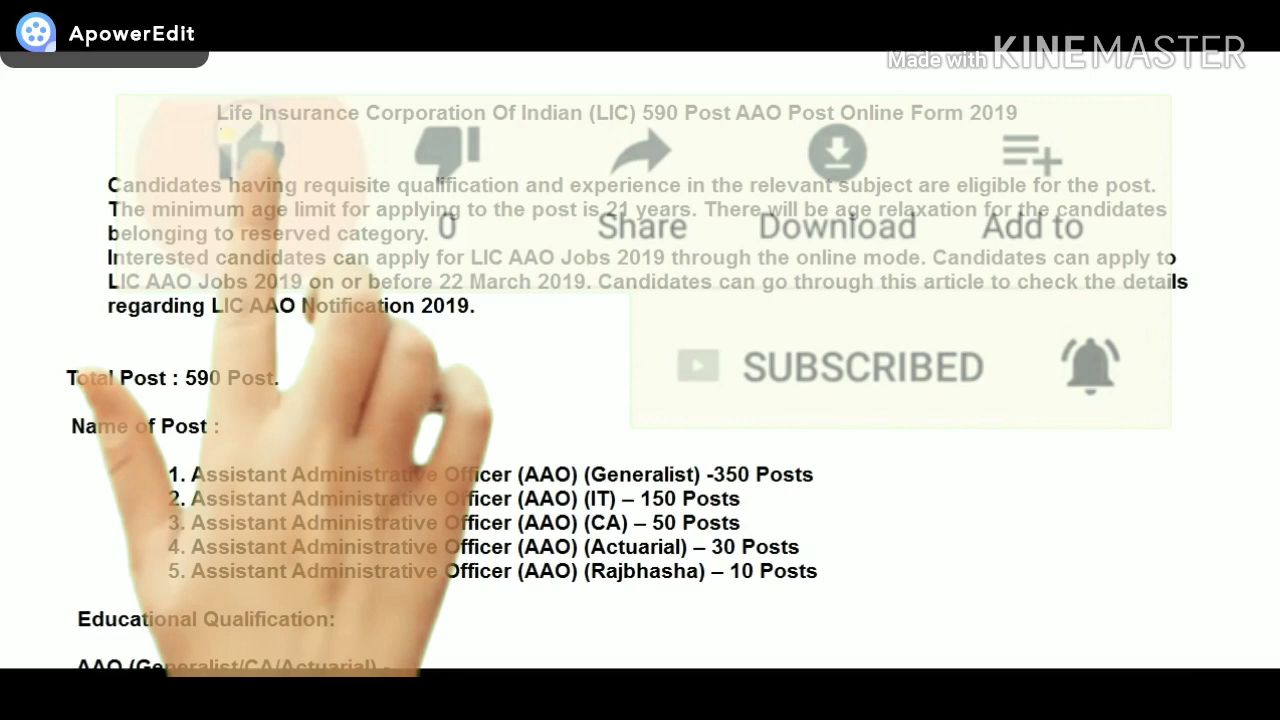 ApowerEdit
Made with KINEMASTER
Life Insurance Corporation Of Indian (LIC) 590 Post AAO Post Online Form 2019
Candidates having requisite qualification and experience in the relevant subject are eligible for the post.
The minimum age limit for applying to the post is 21 years. There will be age relaxation for the candidates
belonging to reserved category.
0 Share Download Add to
Interested candidates can apply for LIC AAO Jobs 2019 through the online mode. Candidates can apply to
LIC AAO Jobs 2019 on or before 22 March 2019. Candidates can go through this article to check the details
regarding LIC AAO Notification 2019.
SUBSCRIBED
Total Post : 590 Post.
Name of Post :
1. Assistant Administrative Officer (AAO) (Generalist) -350 Posts
2. Assistant Administrative Officer (AAO) (IT) – 150 Posts
3. Assistant Administrative Officer (AAO) (CA) – 50 Posts
4. Assistant Administrative Officer (AAO) (Actuarial) – 30 Posts
5. Assistant Administrative Officer (AAO) (Rajbhasha) – 10 Posts
Educational Qualification:
AAO (Generalist/CA/Actuarial) -